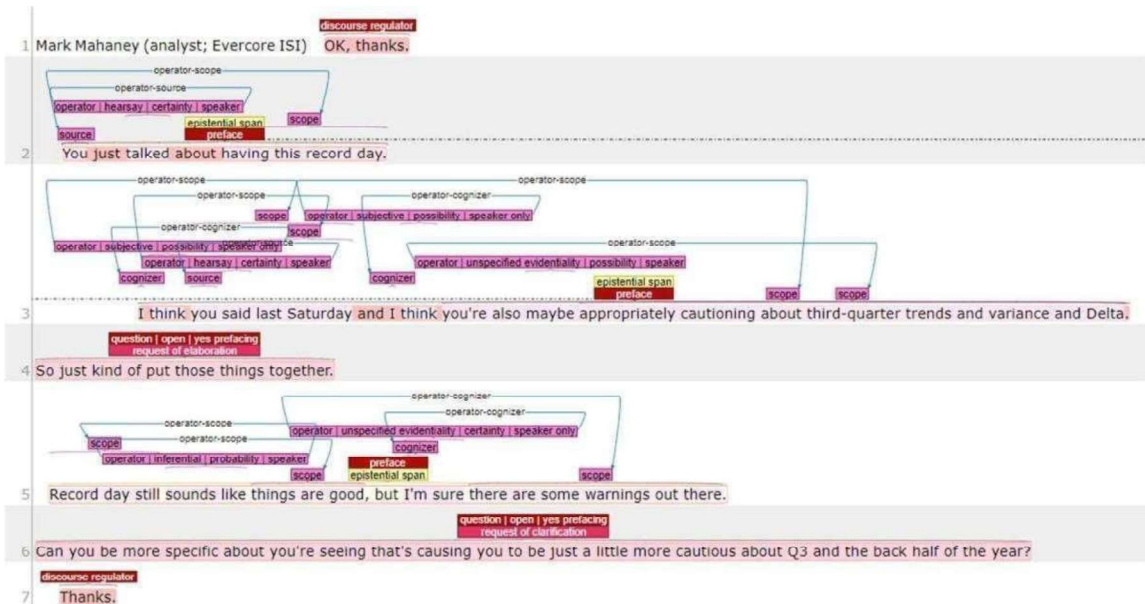 discourse regulator
1 Mark Mahaney (analyst; Evercore ISI) OK, thanks.
operator-scope
operator-source
operator | hearsay | certainty | speaker
epistential span
scope
source
preface
2 You just talked about having this record day.
operator-scope operator-scope
operator-scope operator-cognizer
scope operator | subjective | possibility | speaker only
operator-cognizer scope
operator | subjective | possibility | speaker only operator-scope
operator | hearsay | certainty | speaker operator | unspecified evidentiality | possibility | speaker
cognizer source cognizer epistential span
preface scope scope
3 I think you said last Saturday and I think you're also maybe appropriately cautioning about third-quarter trends and variance and Delta.
question | open | yes prefacing
request of elaboration
4 So just kind of put those things together.
operator-cognizer
operator-cognizer
operator-scope
operator | unspecified evidentiality | certainty | speaker only
scope operator-scope cognizer
operator | inferential | probability | speaker preface
scope epistential span scope
5 Record day still sounds like things are good, but I'm sure there are some warnings out there.
question | open | yes prefacing
request of clarification
6 Can you be more specific about you're seeing that's causing you to be just a little more cautious about Q3 and the back half of the year?
discourse regulator
7 Thanks.